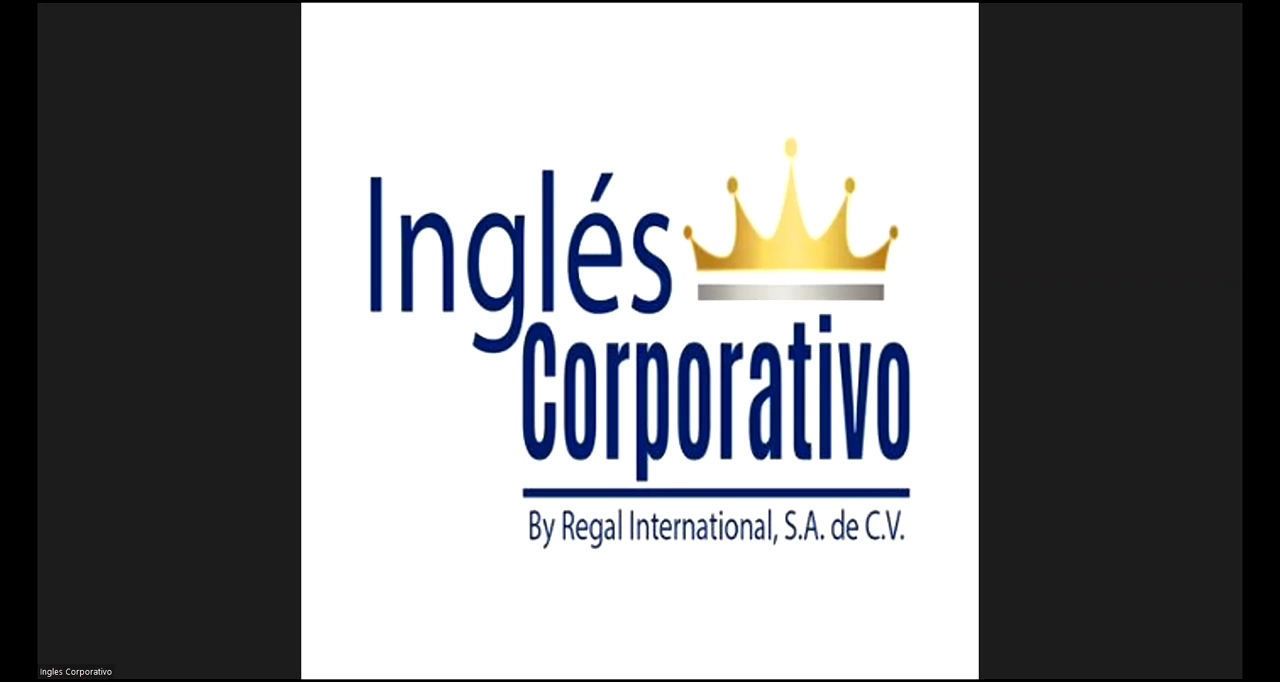 Inglés
Corporativo
By Regal International, S.A. de C.V.
Ingles Corporativo